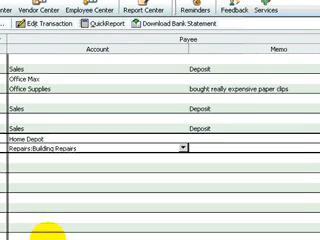 nter Vendor Center Employee Center Report Center Reminders Feedback Services
... Edit Transaction QuickReport Download Bank Statement
Payee
Account Memo
Sales Deposit
Office Max
Office Supplies bought really expensive paper clips
Sales Deposit
Sales Deposit
Home Depot
Repairs:Building Repairs